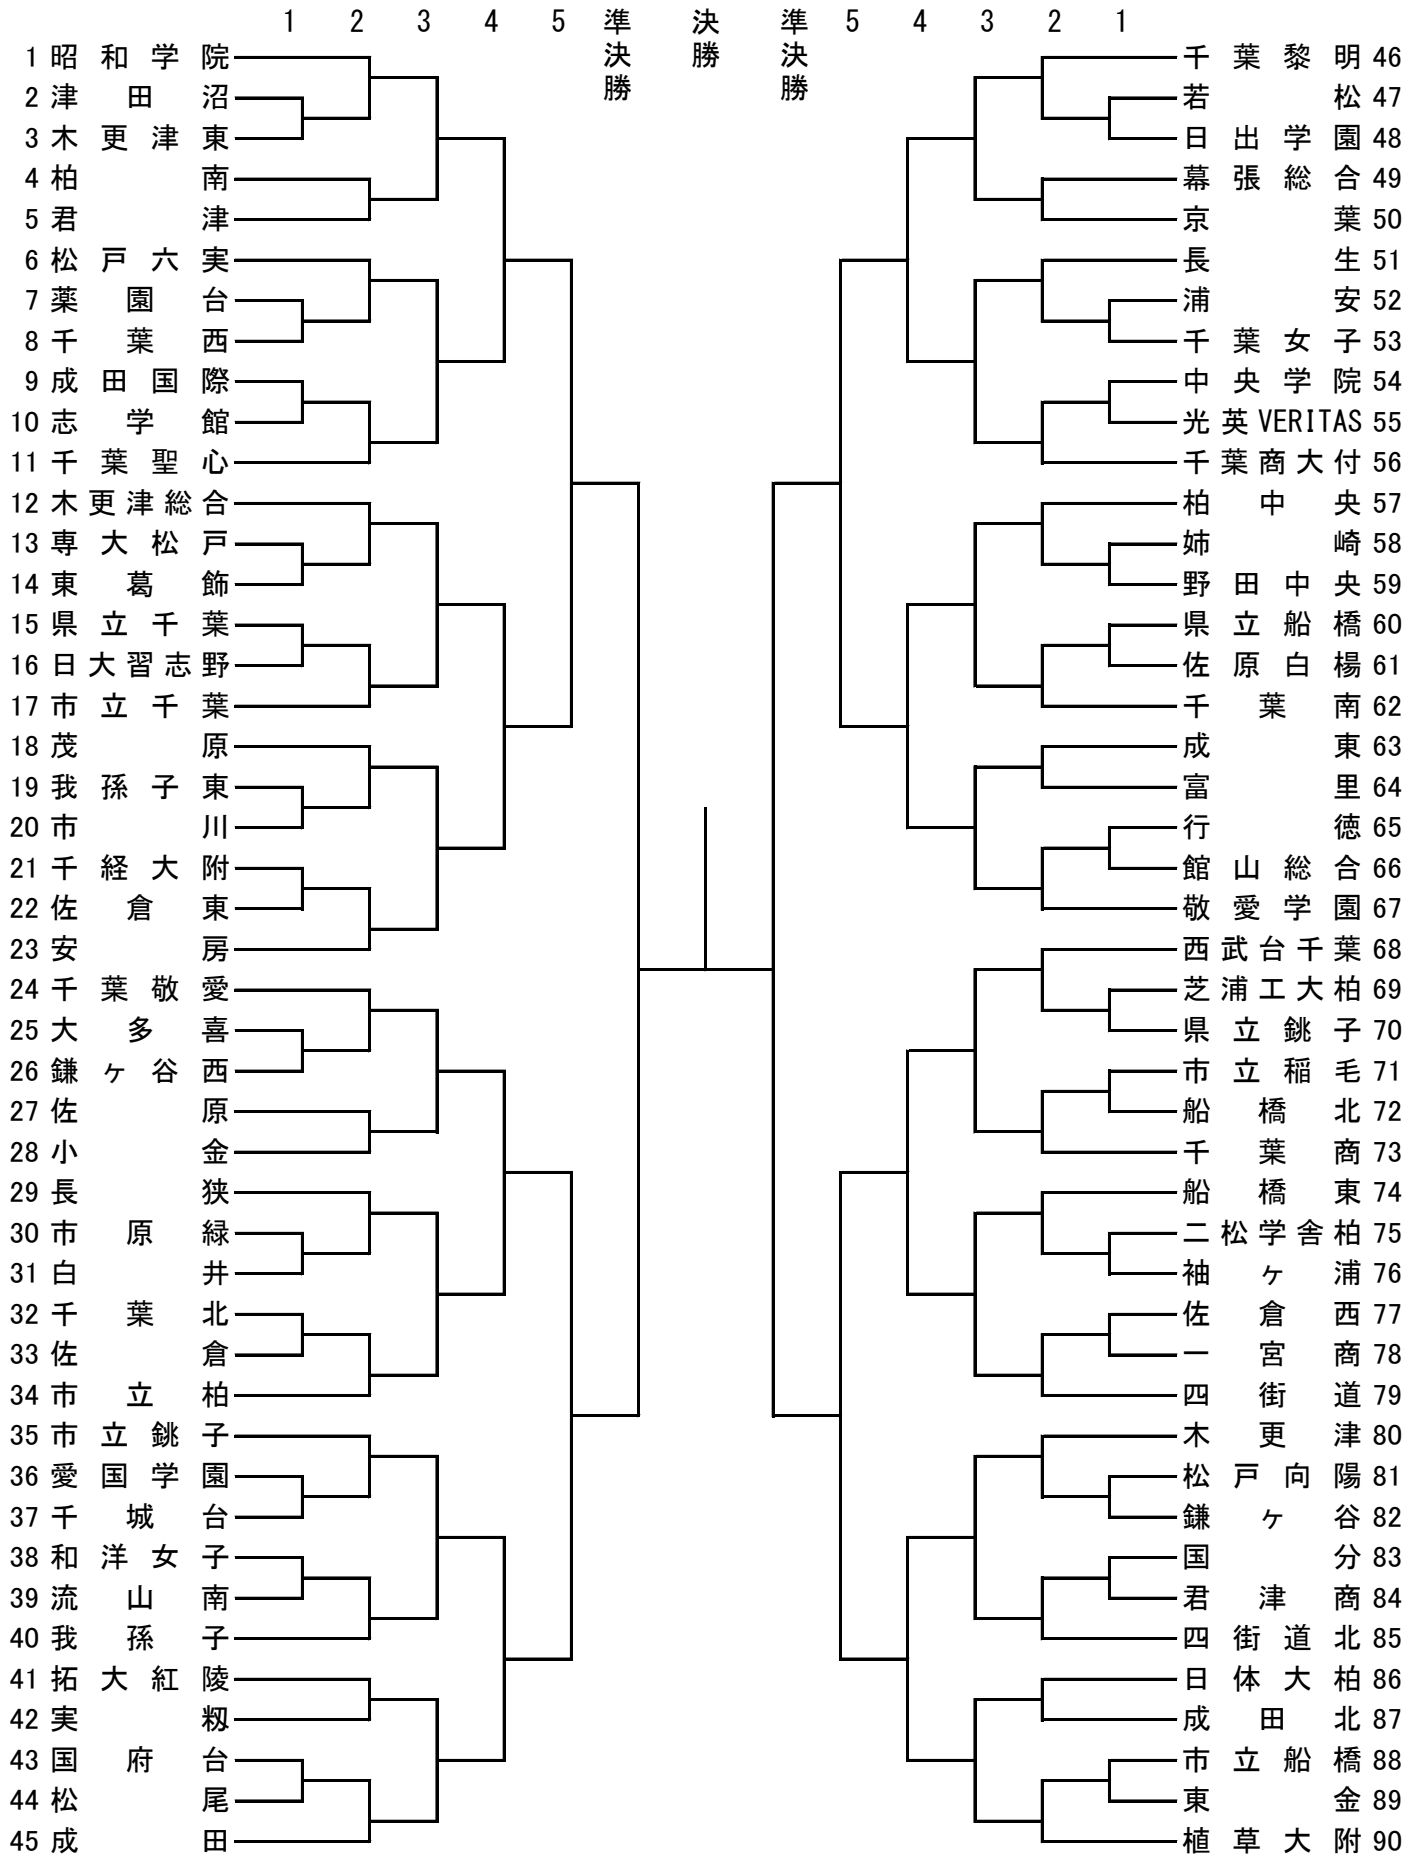 1 2 3 4 5 準決勝 決勝 準決勝 5 4 3 2 1
1 昭和学院
2 津田沼
3 木更津東
4 柏南
5 君津
6 松戸六実
7 薬園台
8 千葉西
9 成田国際
10 志学館
11 千葉聖心
12 木更津総合
13 専大松戸
14 東葛飾
15 県立千葉
16 日大習志野
17 市立千葉
18 茂原
19 我孫子東
20 市川
21 千経大附
22 佐倉東
23 安房
24 千葉敬愛
25 大多喜
26 鎌ヶ谷西
27 佐原
28 小金
29 長狭
30 市原緑
31 白井
32 千葉北
33 佐倉
34 市立柏
35 市立銚子
36 愛国学園
37 千城台
38 和洋女子
39 流山南
40 我孫子
41 拓大紅陵
42 実籾
43 国府台
44 松尾
45 成田
千葉黎明 46
若松 47
日出学園 48
幕張総合 49
京葉 50
長生 51
浦安 52
千葉女子 53
中央学院 54
光英VERITAS 55
千葉商大付 56
柏中央 57
姉崎 58
野田中央 59
県立船橋 60
佐原白楊 61
千葉南 62
成東 63
富里 64
行徳 65
館山総合 66
敬愛学園 67
西武台千葉 68
芝浦工大柏 69
県立銚子 70
市立稲毛 71
船橋北 72
千葉商 73
船橋東 74
二松学舎柏 75
袖ヶ浦 76
佐倉西 77
一宮商 78
四街道 79
木更津 80
松戸向陽 81
鎌ヶ谷 82
国分 83
君津商 84
四街道北 85
日体大柏 86
成田北 87
市立船橋 88
東金 89
植草大附 90